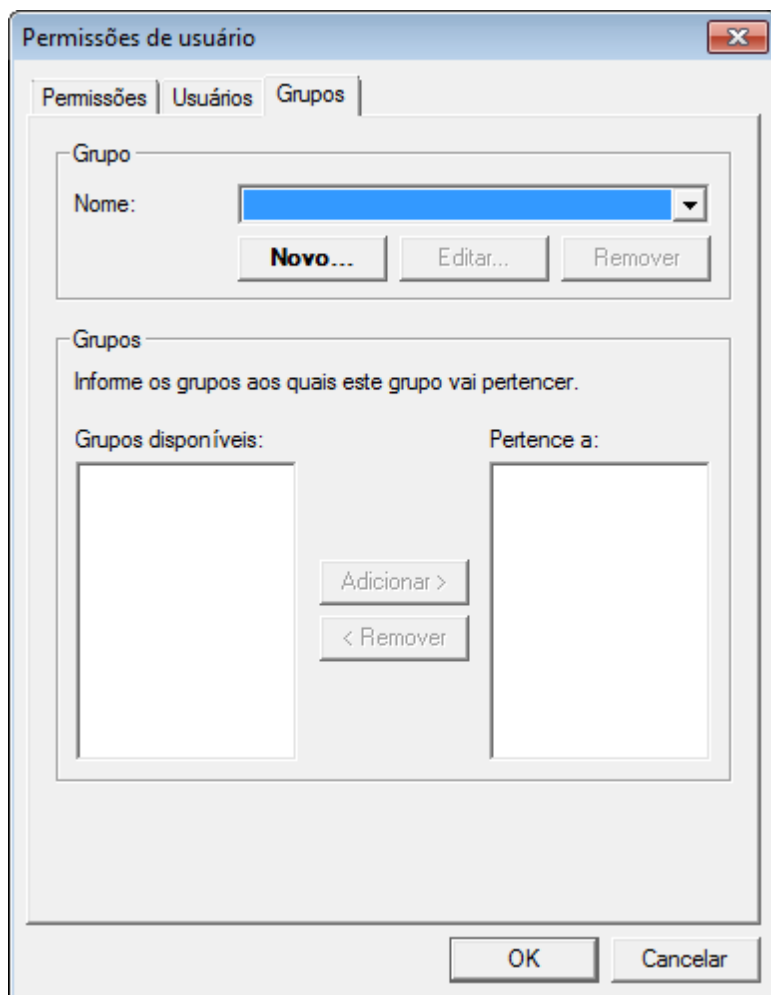 Permissões de usuário
Permissões Usuários Grupos
Grupo
Nome:
Novo... Editar... Remover
Grupos
Informe os grupos aos quais este grupo vai pertencer.
Grupos disponíveis: Pertence a:
Adicionar >
< Remover
OK Cancelar